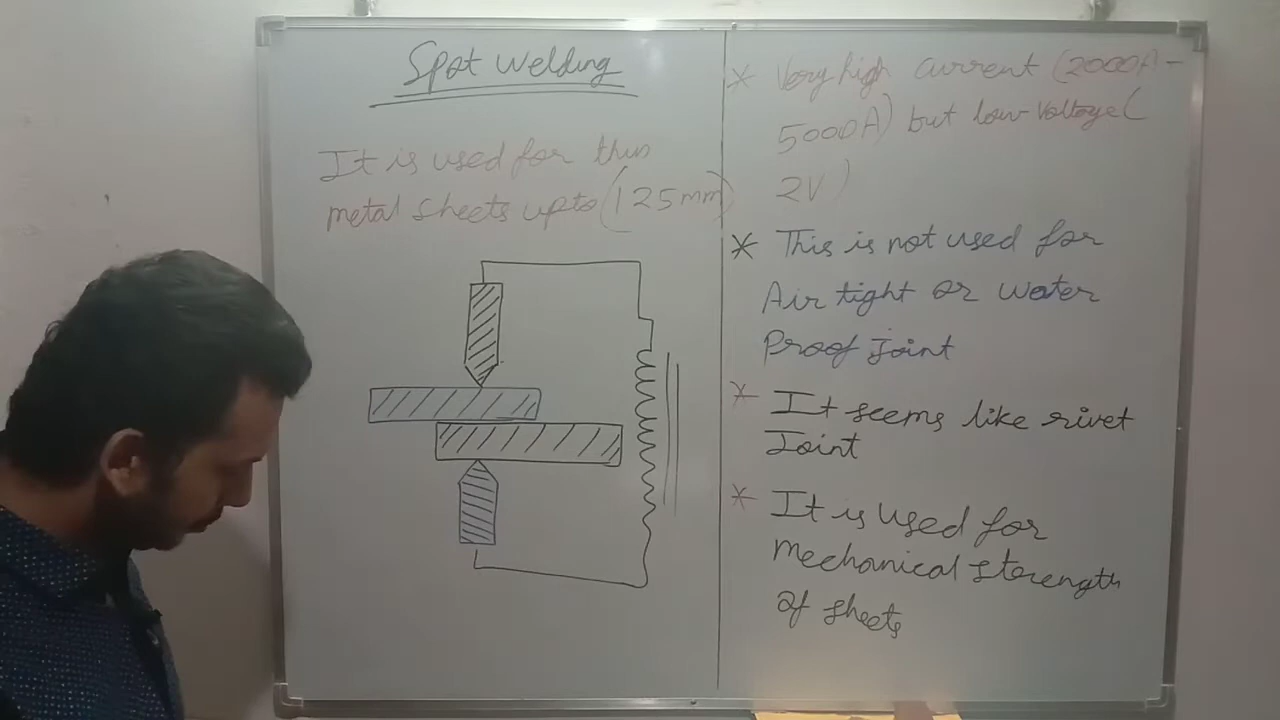 Spot Welding
It is used for thin
metal sheets upto (125mm)
* Very high current (2000A-
5000A) but low Voltage (
2V)
* This is not used for
Air tight or water
Proof Joint
* It seems like rivet
Joint
* It is used for
Mechanical Sterength
of sheets